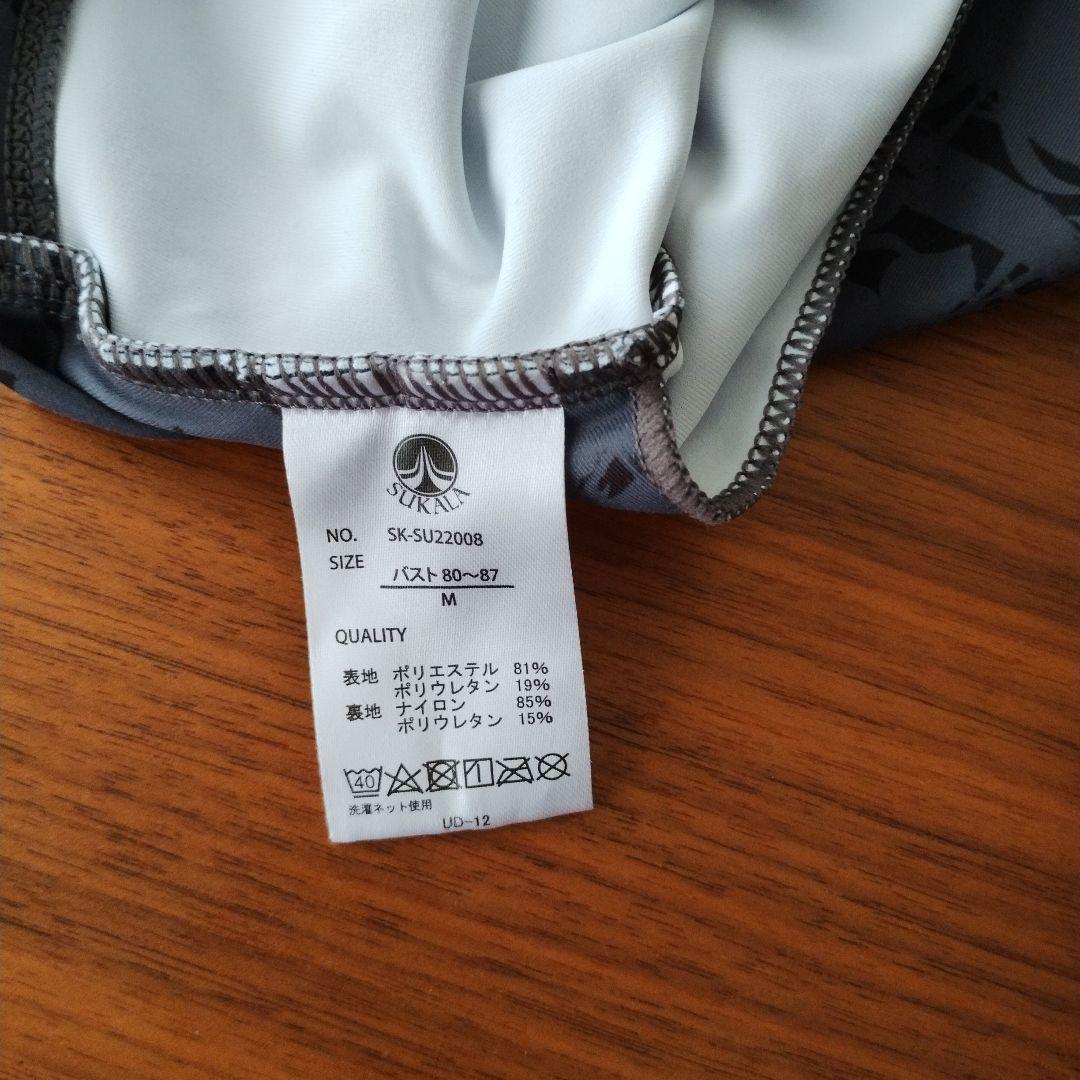 SUKALA
NO. SK-SU22008
SIZE バスト80～87
M
QUALITY
表地 ポリエステル 81%
ポリウレタン 19%
裏地 ナイロン 85%
ポリウレタン 15%
40
洗濯ネット使用
UD-12